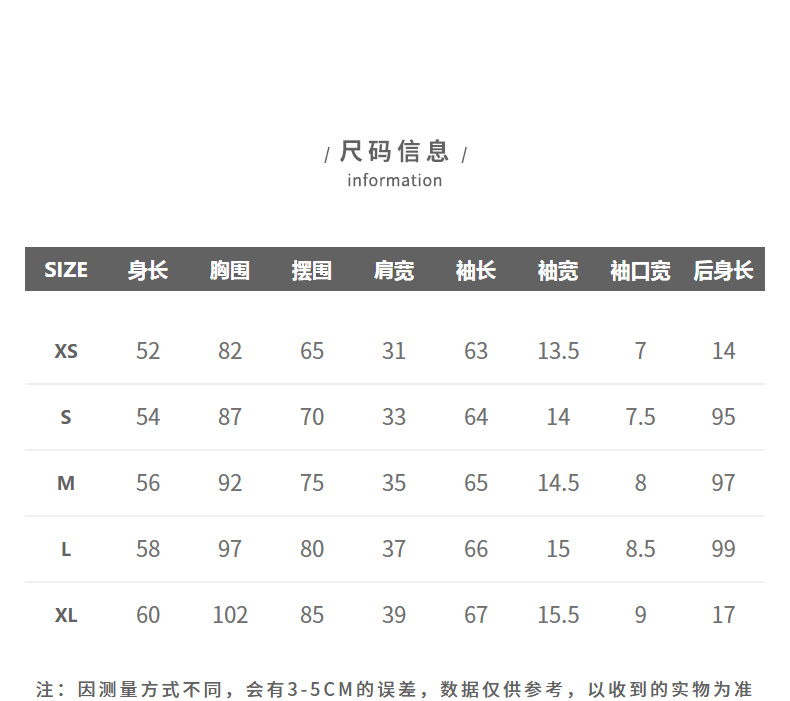 / 尺码信息 /
information
SIZE 身长 胸围 摆围 肩宽 袖长 袖宽 袖口宽 后身长
XS 52 82 65 31 63 13.5 7 14
S 54 87 70 33 64 14 7.5 95
M 56 92 75 35 65 14.5 8 97
L 58 97 80 37 66 15 8.5 99
XL 60 102 85 39 67 15.5 9 17
注：因测量方式不同，会有3-5CM的误差，数据仅供参考，以收到的实物为准